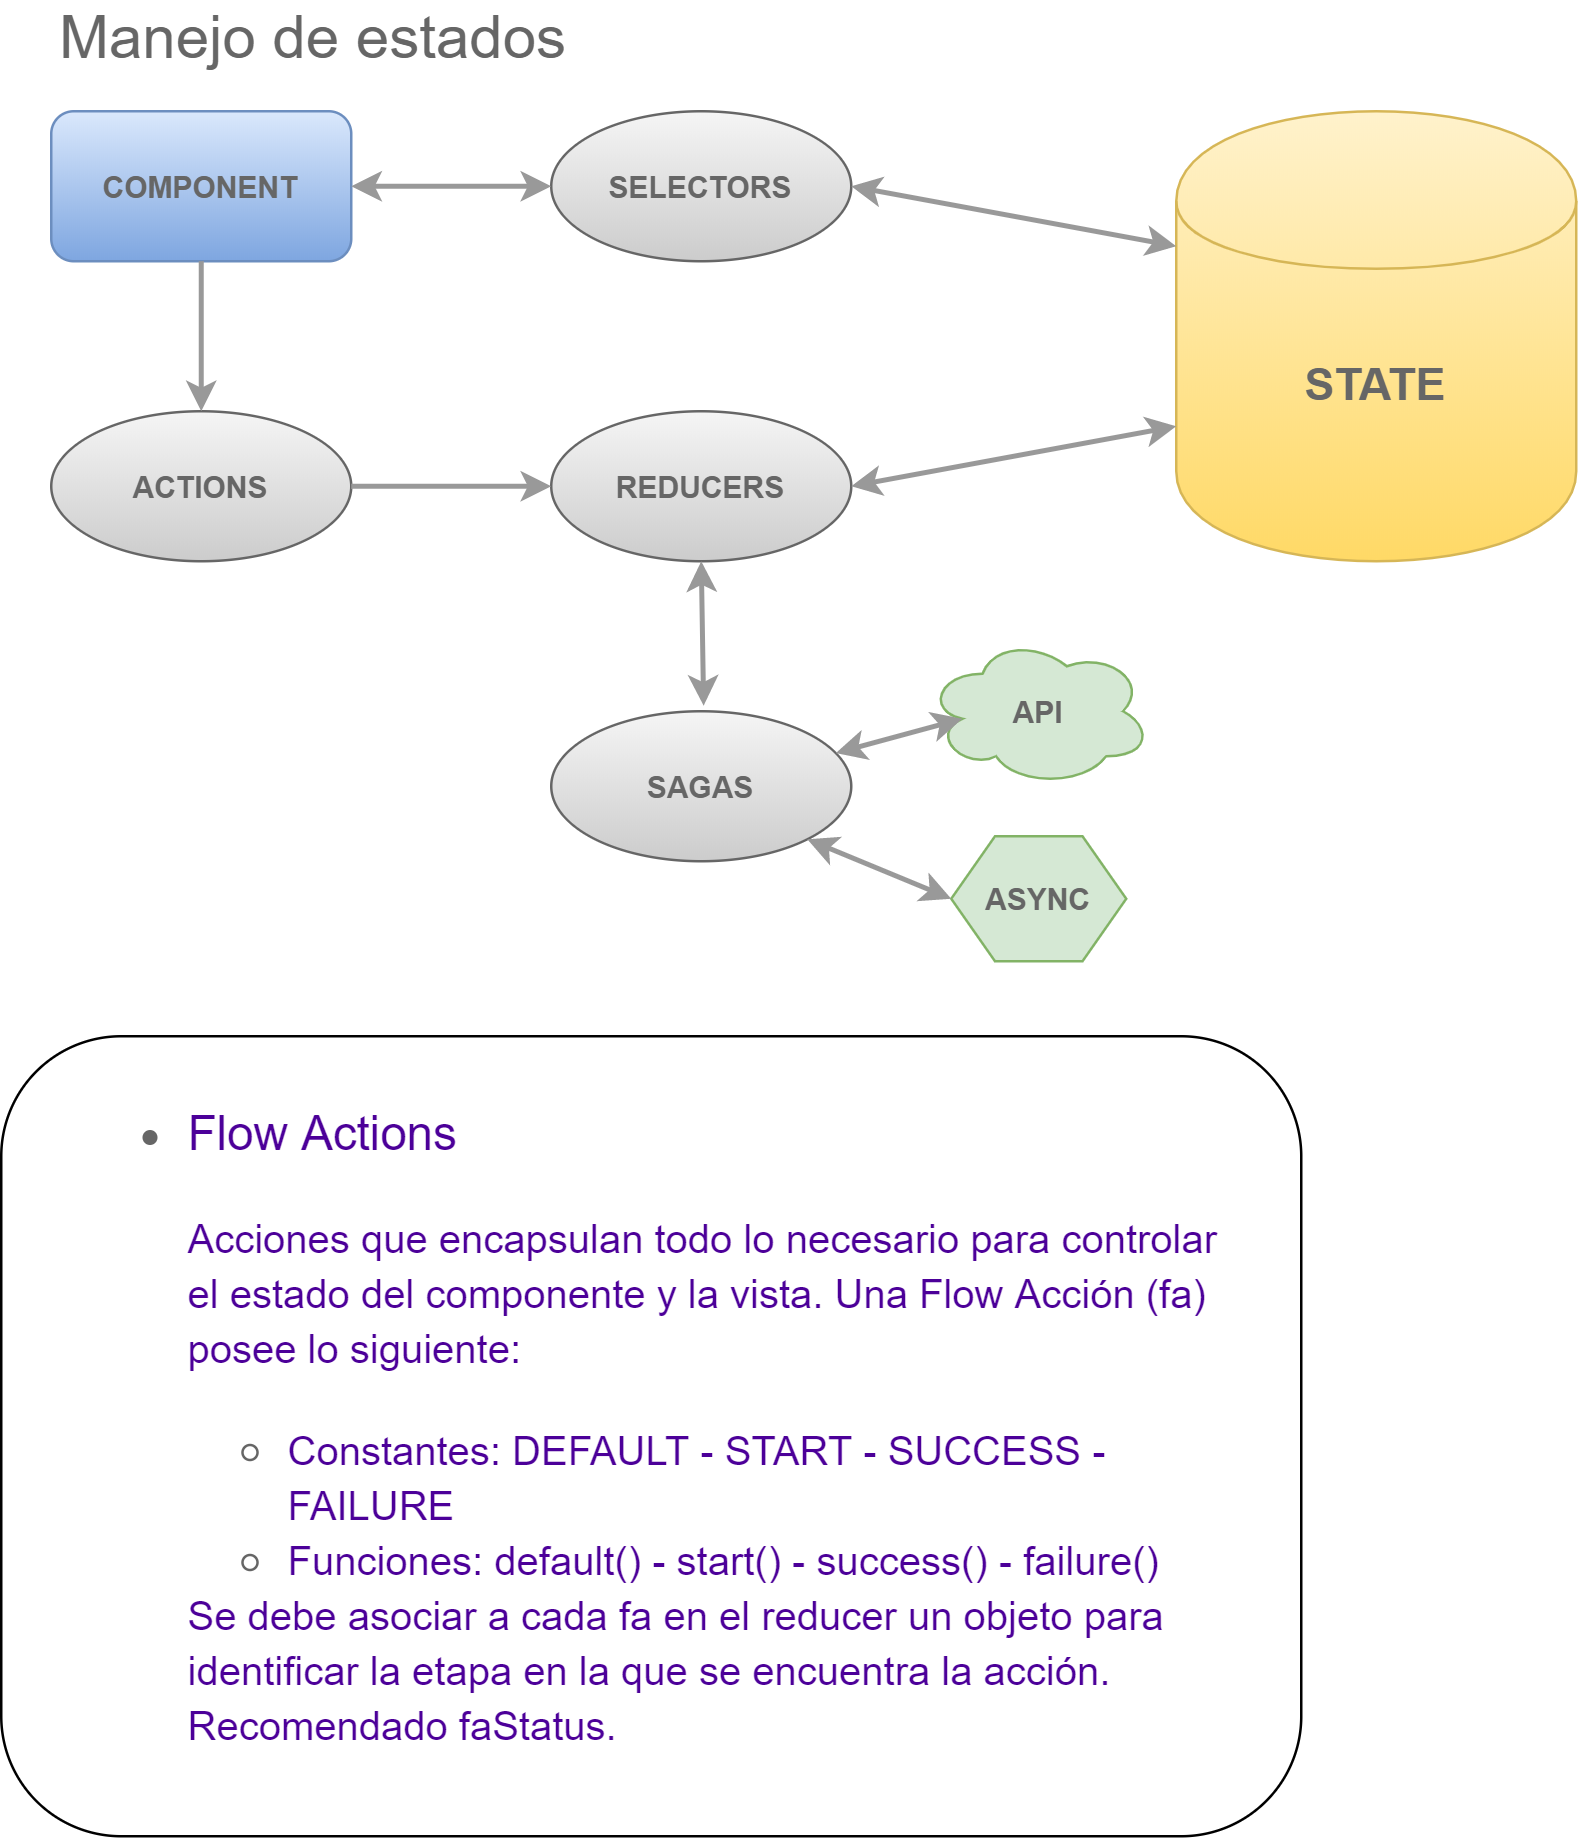 Manejo de estados
COMPONENT
SELECTORS
STATE
ACTIONS
REDUCERS
API
SAGAS
ASYNC
Flow Actions
Acciones que encapsulan todo lo necesario para controlar
el estado del componente y la vista. Una Flow Acción (fa)
posee lo siguiente:
Constantes: DEFAULT - START - SUCCESS -
FAILURE
Funciones: default() - start() - success() - failure()
Se debe asociar a cada fa en el reducer un objeto para
identificar la etapa en la que se encuentra la acción.
Recomendado faStatus.